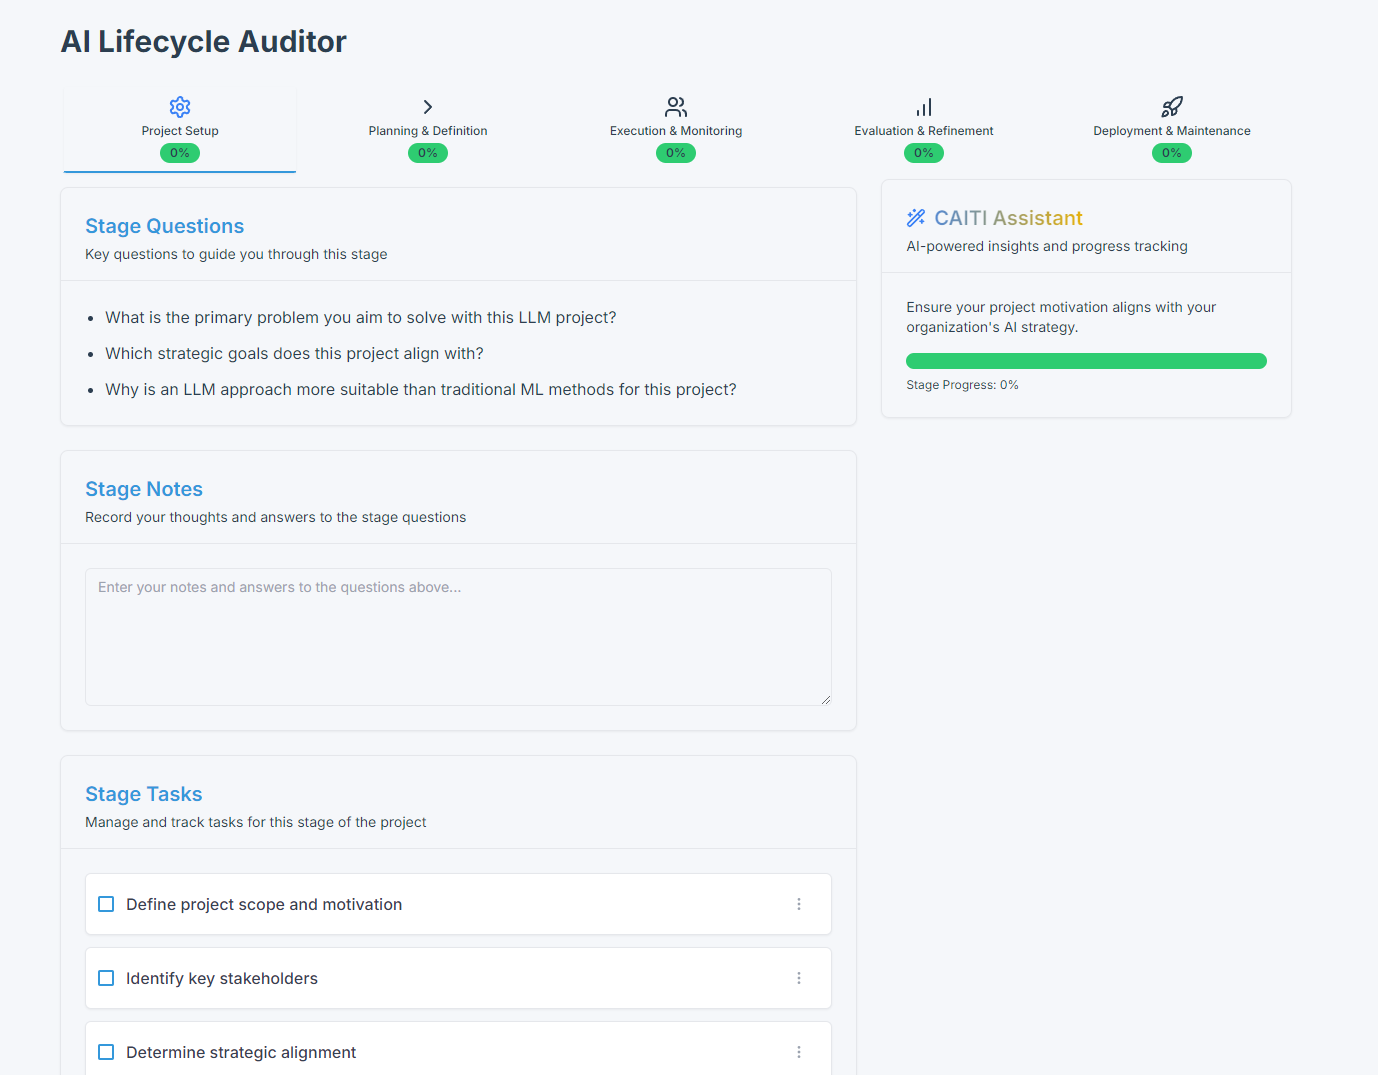 AI Lifecycle Auditor
Project Setup
0%
Planning & Definition
0%
Execution & Monitoring
0%
Evaluation & Refinement
0%
Deployment & Maintenance
0%
Stage Questions
Key questions to guide you through this stage
What is the primary problem you aim to solve with this LLM project?
Which strategic goals does this project align with?
Why is an LLM approach more suitable than traditional ML methods for this project?
CAITI Assistant
AI-powered insights and progress tracking
Ensure your project motivation aligns with your
organization's AI strategy.
Stage Progress: 0%
Stage Notes
Record your thoughts and answers to the stage questions
Enter your notes and answers to the questions above...
Stage Tasks
Manage and track tasks for this stage of the project
Define project scope and motivation
Identify key stakeholders
Determine strategic alignment